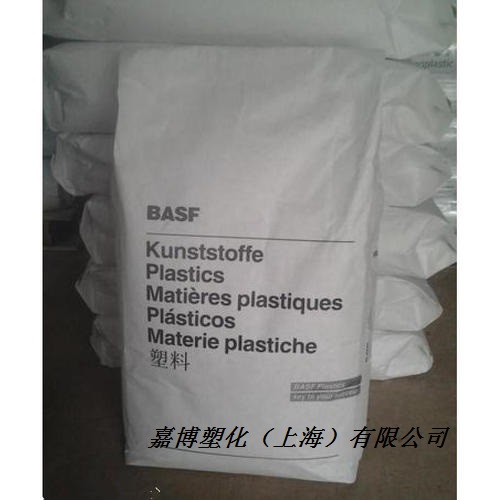 oplastic
BASF
Kunststoffe
Plastics
Matières plastiques
Plásticos
Materie plastiche
塑料
BASF Plastics
key to your success
嘉博塑化（上海）有限公司